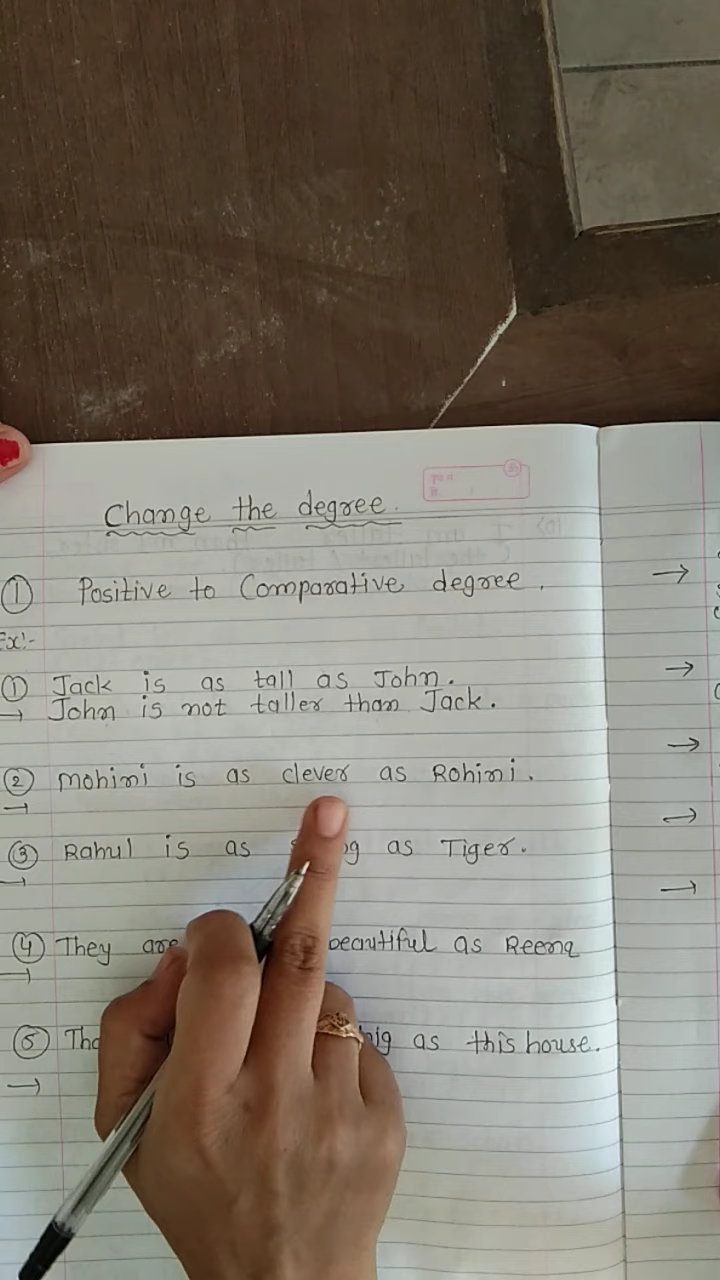 Change the degree.
① Positive to Comparative degree.
Ex:-
① Jack is as tall as John.
→ John is not taller than Jack.
② Mohini is as clever as Rohini.
→
③ Rahul is as as Tiger.
→
④ They are beautiful as Reena
→
⑤ as this house.
→